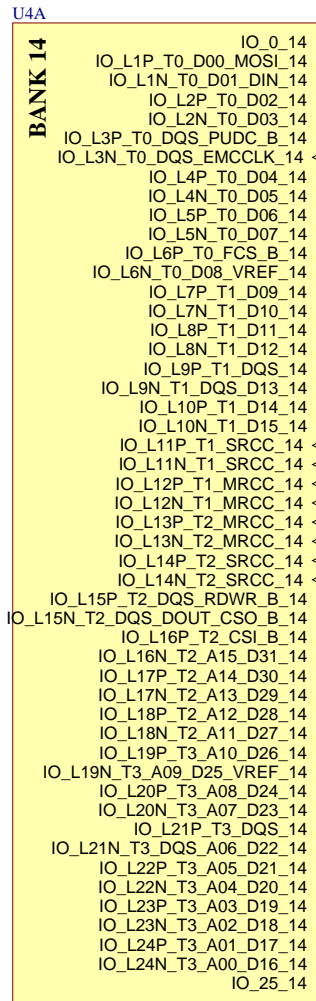 U4A
BANK 14
IO_0_14
IO_L1P_T0_D00_MOSI_14
IO_L1N_T0_D01_DIN_14
IO_L2P_T0_D02_14
IO_L2N_T0_D03_14
IO_L3P_T0_DQS_PUDC_B_14
IO_L3N_T0_DQS_EMCCLK_14
IO_L4P_T0_D04_14
IO_L4N_T0_D05_14
IO_L5P_T0_D06_14
IO_L5N_T0_D07_14
IO_L6P_T0_FCS_B_14
IO_L6N_T0_D08_VREF_14
IO_L7P_T1_D09_14
IO_L7N_T1_D10_14
IO_L8P_T1_D11_14
IO_L8N_T1_D12_14
IO_L9P_T1_DQS_14
IO_L9N_T1_DQS_D13_14
IO_L10P_T1_D14_14
IO_L10N_T1_D15_14
IO_L11P_T1_SRCC_14
IO_L11N_T1_SRCC_14
IO_L12P_T1_MRCC_14
IO_L12N_T1_MRCC_14
IO_L13P_T2_MRCC_14
IO_L13N_T2_MRCC_14
IO_L14P_T2_SRCC_14
IO_L14N_T2_SRCC_14
IO_L15P_T2_DQS_RDWR_B_14
IO_L15N_T2_DQS_DOUT_CSO_B_14
IO_L16P_T2_CSI_B_14
IO_L16N_T2_A15_D31_14
IO_L17P_T2_A14_D30_14
IO_L17N_T2_A13_D29_14
IO_L18P_T2_A12_D28_14
IO_L18N_T2_A11_D27_14
IO_L19P_T3_A10_D26_14
IO_L19N_T3_A09_D25_VREF_14
IO_L20P_T3_A08_D24_14
IO_L20N_T3_A07_D23_14
IO_L21P_T3_DQS_14
IO_L21N_T3_DQS_A06_D22_14
IO_L22P_T3_A05_D21_14
IO_L22N_T3_A04_D20_14
IO_L23P_T3_A03_D19_14
IO_L23N_T3_A02_D18_14
IO_L24P_T3_A01_D17_14
IO_L24N_T3_A00_D16_14
IO_25_14